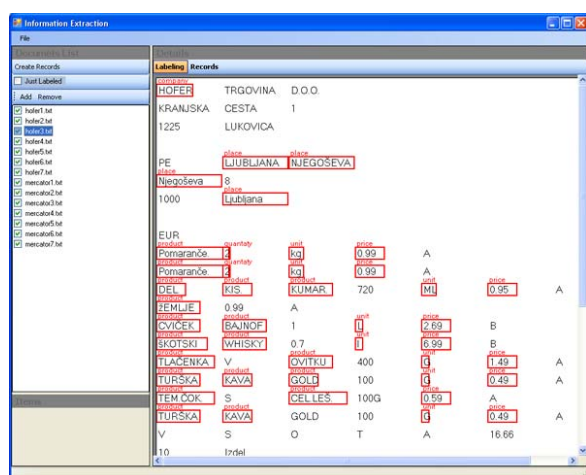 Information Extraction
File
Documets List
Create Records
Just Labeled
Add Remove
hofer1.txt
hofer2.txt
hofer3.txt
hofer4.txt
hofer5.txt
hofer6.txt
hofer7.txt
mercator1.txt
mercator2.txt
mercator3.txt
mercator4.txt
mercator5.txt
mercator6.txt
mercator7.txt
Items
Details
Labeling Records
company
HOFER TRGOVINA D.O.O.
KRANJSKA CESTA 1
1225 LUKOVICA
place place
PE LJUBLJANA NJEGOŠEVA
place
Njegoševa 8
place
1000 Ljubljana
EUR
product quantaty unit price
Pomaranče. 2 kg 0.99 A
product quantaty unit price
Pomaranče. 2 kg 0.99 A
product product product unit price
DEL. KIS. KUMAR. 720 ML 0.95 A
product
žEMLJE 0.99 A
product product unit price
CVIČEK BAJNOF 1 L 2.69 B
product product unit price
šKOTSKI WHISKY 0.7 l 6.99 B
product product unit price
TLAČENKA V OVITKU 400 G 1.49 A
product product product unit price
TURŠKA KAVA GOLD 100 G 0.49 A
product product price
TEM.ČOK. S CEL.LEŠ. 100G 0.59 A
product product unit price
TURŠKA KAVA GOLD 100 G 0.49 A
V S O T A 16.66
10 Izdel